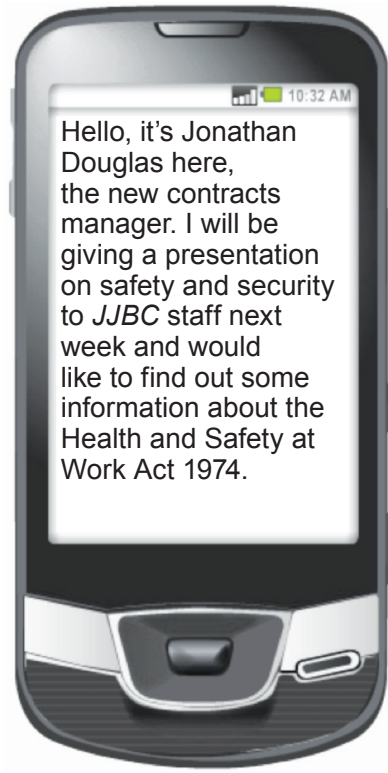 10:32 AM
Hello, it’s Jonathan
Douglas here,
the new contracts
manager. I will be
giving a presentation
on safety and security
to JJBC staff next
week and would
like to find out some
information about the
Health and Safety at
Work Act 1974.